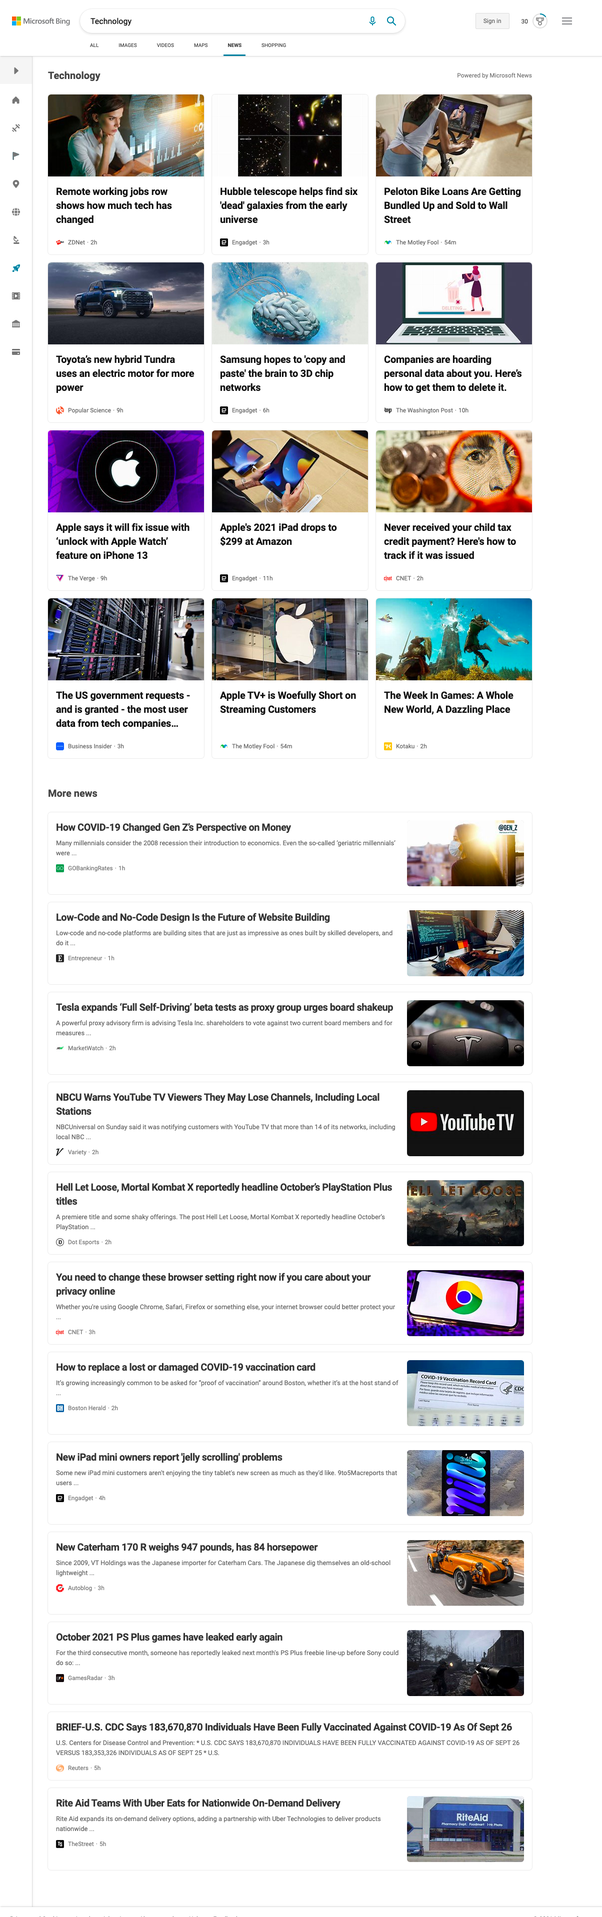 Microsoft Bing
Technology
Sign in
30
ALL IMAGES VIDEOS MAPS NEWS SHOPPING
Technology
Powered by Microsoft News
Remote working jobs row
shows how much tech has
changed
ZDNet · 2h
Hubble telescope helps find six
'dead' galaxies from the early
universe
Engadget · 3h
Peloton Bike Loans Are Getting
Bundled Up and Sold to Wall
Street
The Motley Fool · 54m
Toyota's new hybrid Tundra
uses an electric motor for more
power
Popular Science · 9h
Samsung hopes to 'copy and
paste' the brain to 3D chip
networks
Engadget · 6h
Companies are hoarding
personal data about you. Here's
how to get them to delete it.
The Washington Post · 10h
Apple says it will fix issue with
'unlock with Apple Watch'
feature on iPhone 13
The Verge · 9h
Apple's 2021 iPad drops to
$299 at Amazon
Engadget · 11h
Never received your child tax
credit payment? Here's how to
track if it was issued
CNET · 2h
The US government requests -
and is granted - the most user
data from tech companies...
Business Insider · 3h
Apple TV+ is Woefully Short on
Streaming Customers
The Motley Fool · 54m
The Week In Games: A Whole
New World, A Dazzling Place
Kotaku · 2h
More news
How COVID-19 Changed Gen Z's Perspective on Money
Many millennials consider the 2008 recession their introduction to economics. Even the so-called 'geriatric millennials'
were ...
GOBankingRates · 1h
@GEN_Z
Low-Code and No-Code Design Is the Future of Website Building
Low-code and no-code platforms are building sites that are just as impressive as ones built by skilled developers, and
do it ...
Entrepreneur · 1h
Tesla expands 'Full Self-Driving' beta tests as proxy group urges board shakeup
A powerful proxy advisory firm is advising Tesla Inc. shareholders to vote against two current board members and for
measures ...
MarketWatch · 2h
NBCU Warns YouTube TV Viewers They May Lose Channels, Including Local
Stations
NBCUniversal on Sunday said it was notifying customers with YouTube TV that more than 14 of its networks, including
local NBC ...
Variety · 2h
YouTube TV
Hell Let Loose, Mortal Kombat X reportedly headline October's PlayStation Plus
titles
A premiere title and some shaky offerings. The post Hell Let Loose, Mortal Kombat X reportedly headline October's
PlayStation ...
Dot Esports · 2h
HELL LET LOOSE
You need to change these browser setting right now if you care about your
privacy online
Whether you're using Google Chrome, Safari, Firefox or something else, your internet browser could better protect your
...
CNET · 3h
How to replace a lost or damaged COVID-19 vaccination card
It's growing increasingly common to be asked for "proof of vaccination" around Boston, whether it's at the host stand of
...
Boston Herald · 2h
COVID-19 Vaccination Record Card
CDC
New iPad mini owners report 'jelly scrolling' problems
Some new iPad mini customers aren't enjoying the tiny tablet's new screen as much as they'd like. 9to5Macreports that
users ...
Engadget · 4h
New Caterham 170 R weighs 947 pounds, has 84 horsepower
Since 2009, VT Holdings was the Japanese importer for Caterham Cars. The Japanese dig themselves an old-school
lightweight ...
Autoblog · 3h
October 2021 PS Plus games have leaked early again
For the third consecutive month, someone has reportedly leaked next month's PS Plus freebie line-up before Sony could
do so: ...
GamesRadar · 3h
BRIEF-U.S. CDC Says 183,670,870 Individuals Have Been Fully Vaccinated Against COVID-19 As Of Sept 26
U.S. Centers for Disease Control and Prevention: * U.S. CDC SAYS 183,670,870 INDIVIDUALS HAVE BEEN FULLY VACCINATED AGAINST COVID-19 AS OF SEPT 26
VERSUS 183,353,326 INDIVIDUALS AS OF SEPT 25 * U.S.
Reuters · 5h
Rite Aid Teams With Uber Eats for Nationwide On-Demand Delivery
Rite Aid expands its on-demand delivery options, adding a partnership with Uber Technologies to deliver products
nationwide ...
TheStreet · 5h
RiteAid